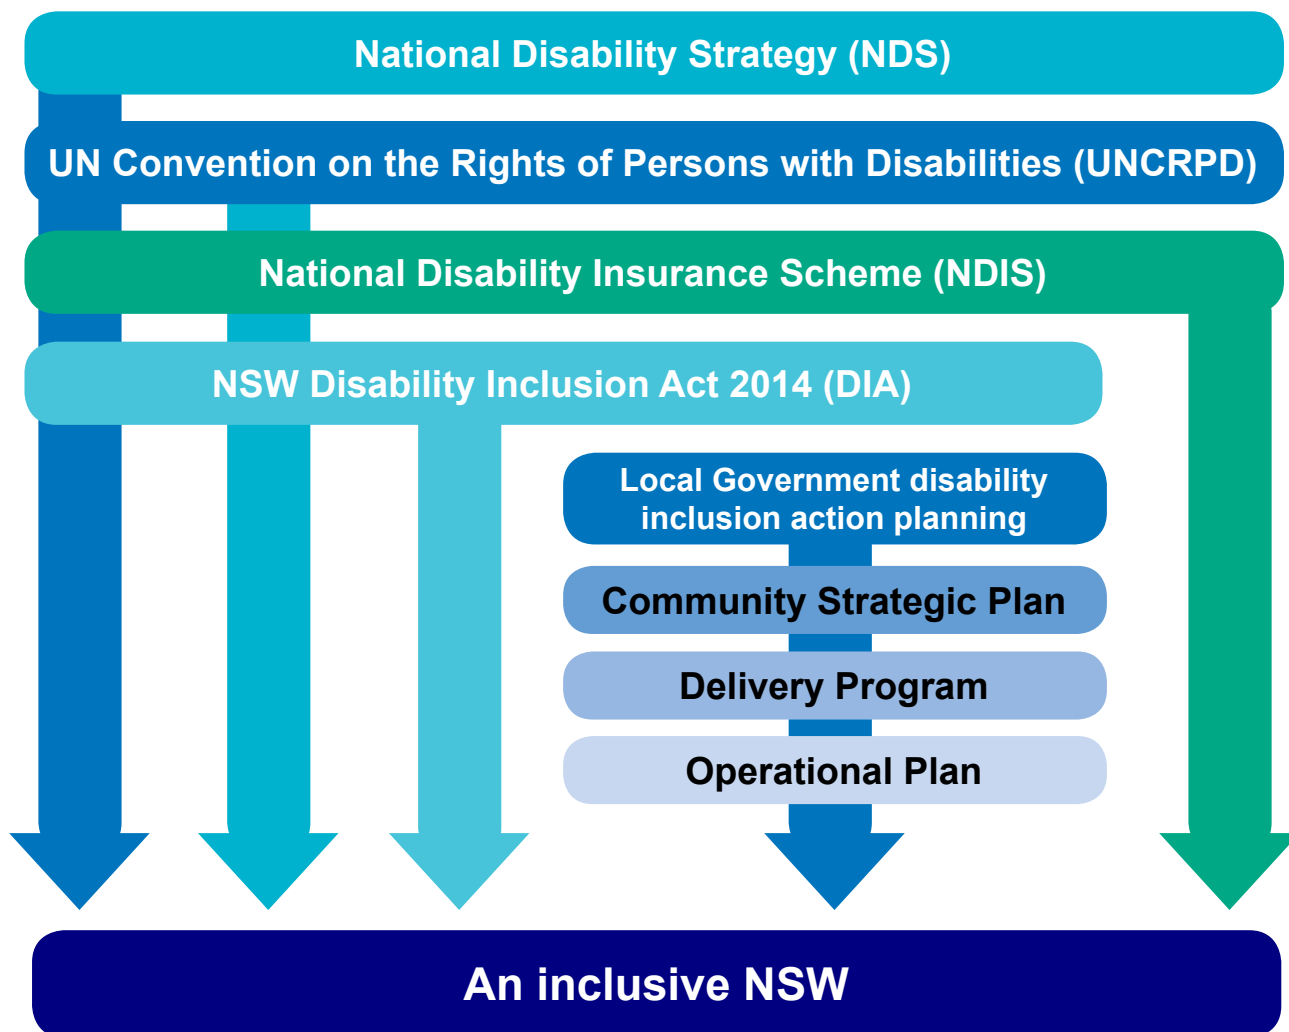 National Disability Strategy (NDS)
UN Convention on the Rights of Persons with Disabilities (UNCRPD)
National Disability Insurance Scheme (NDIS)
NSW Disability Inclusion Act 2014 (DIA)
Local Government disability
inclusion action planning
Community Strategic Plan
Delivery Program
Operational Plan
An inclusive NSW